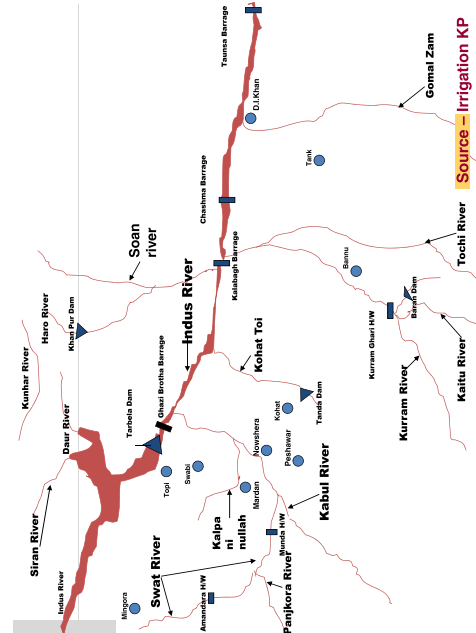 Taunsa Barrage
D.I.Khan
Gomal Zam
Source – Irrigation KP
Tank
Chashma Barrage
Soan
river
Kalabagh Barrage
Bannu
Tochi River
Haro River
Khan Pur Dam
Indus River
Kohat Toi
Kurram Ghari H/W
Baran Dam
Kunhar River
Ghazi Brotha Barrage
Tarbela Dam
Kohat
Tanda Dam
Kurram River
Kaitu River
Daur River
Nowshera
Peshawar
Topi
Swabi
Mardan
Kabul River
Siran River
Kalpa
ni
nullah
Munda H/W
Indus River
Swat River
Mingora
Amandara H/W
Panjkora River